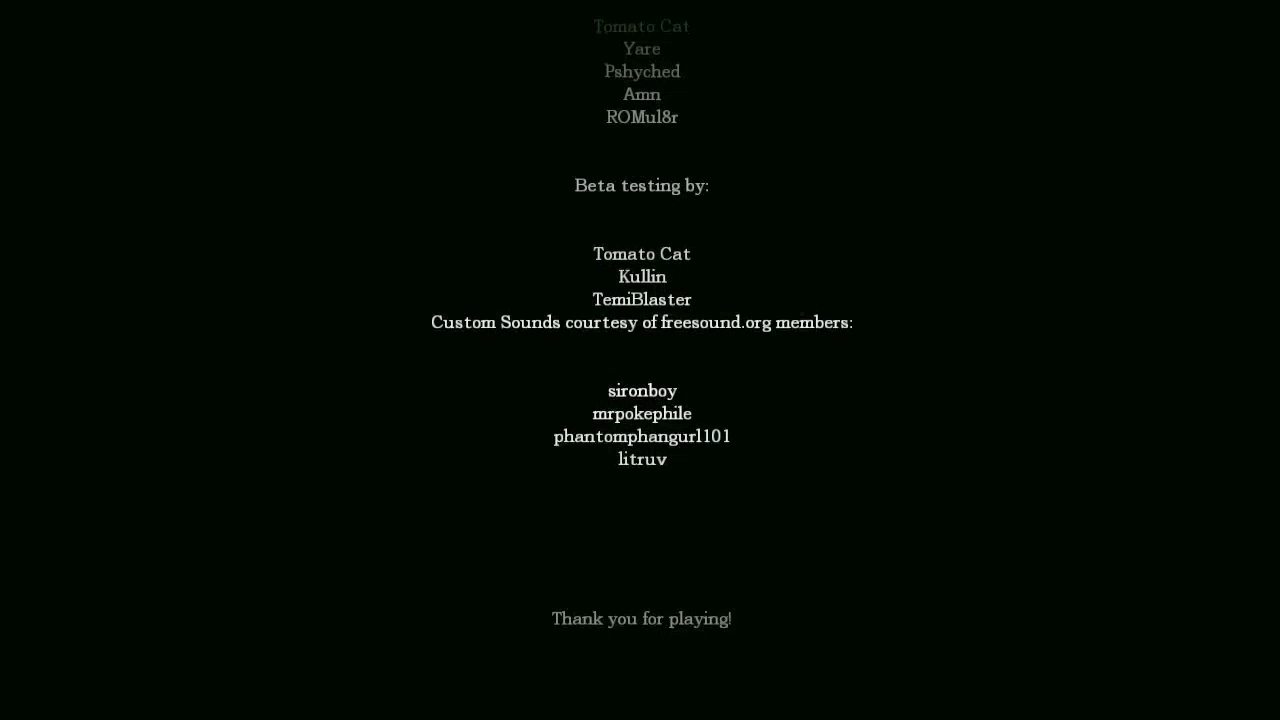 Tomato Cat
Yare
Pshyched
Amn
ROMul8r
Beta testing by:
Tomato Cat
Kullin
TemiBlaster
Custom Sounds courtesy of freesound.org members:
sironboy
mrpokephile
phantomphangurl101
litruv
Thank you for playing!